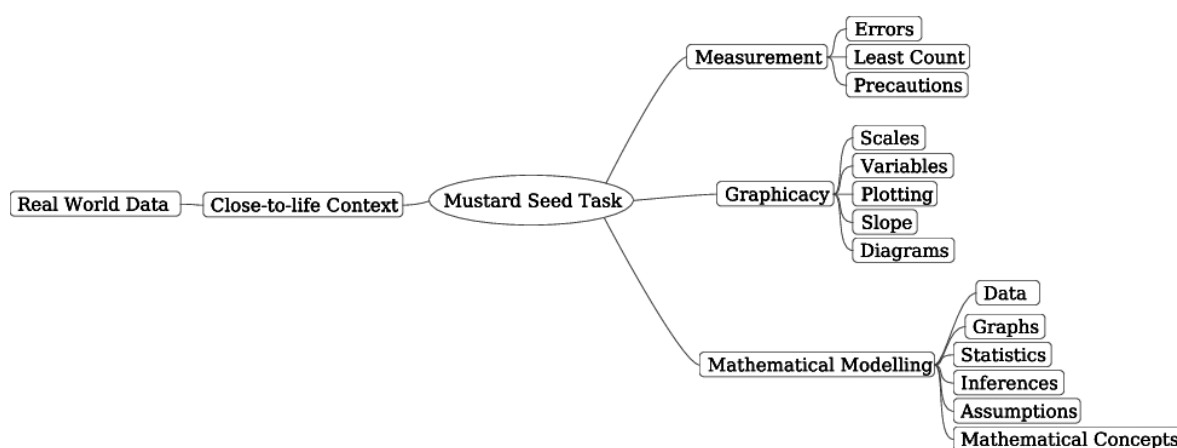 Real World Data
Close-to-life Context
Mustard Seed Task
Measurement
Errors
Least Count
Precautions
Graphicacy
Scales
Variables
Plotting
Slope
Diagrams
Mathematical Modelling
Data
Graphs
Statistics
Inferences
Assumptions
Mathematical Concepts